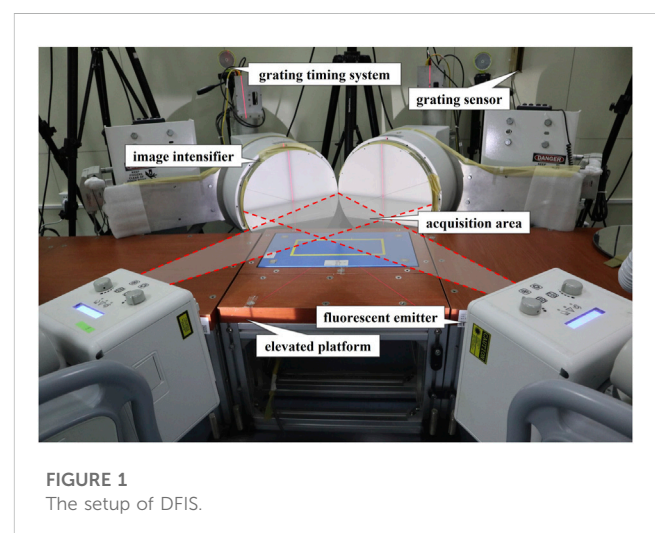 grating timing system
grating sensor
image intensifier
DANGER
acquisition area
fluorescent emitter
elevated platform
FIGURE 1
The setup of DFIS.